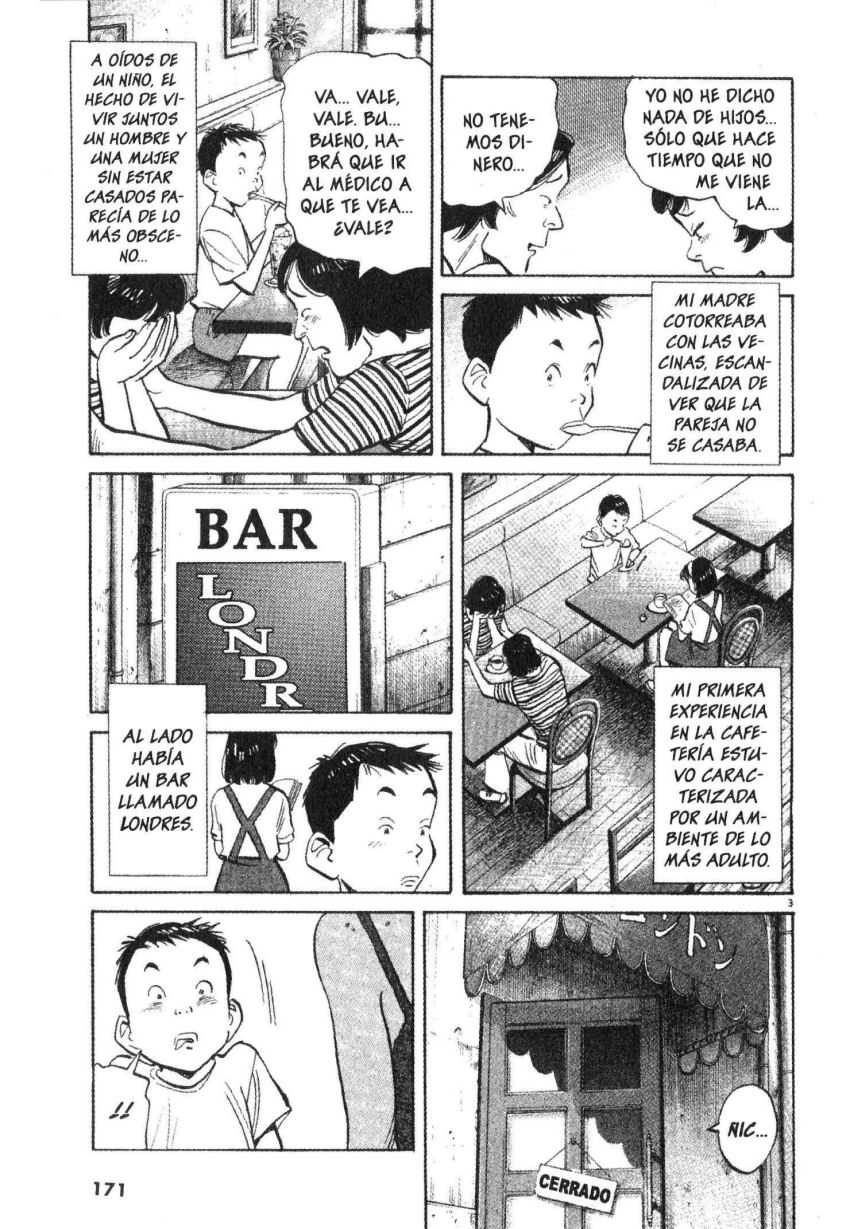 YO NO HE DICHO
NADA DE HIJOS...
SÓLO QUE HACE
TIEMPO QUE NO
ME VIENE
LA...
NO TENE-
MOS DI-
NERO...
MI MADRE
COTORREABA
CON LAS VE-
CINAS, ESCAN-
DALIZADA DE
VER QUE LA
PAREJA NO
SE CASABA.
VA... VALE,
VALE. BU...
BUENO, HA-
BRÁ QUE IR
AL MÉDICO A
QUE TE VEA...
¿VALE?
A OÍDOS DE
UN NIÑO, EL
HECHO DE VI-
VIR JUNTOS
UN HOMBRE Y
UNA MUJER
SIN ESTAR
CASADOS PA-
RECÍA DE LO
MÁS OBSCE-
NO...
MI PRIMERA
EXPERIENCIA
EN LA CAFE-
TERÍA ESTU-
VO CARAC-
TERIZADA
POR UN AM-
BIENTE DE LO
MÁS ADULTO.
3
BAR
LONDR
AL LADO
HABÍA
UN BAR
LLAMADO
LONDRES.
ロンドン
ÑIC...
CERRADO
!!
171